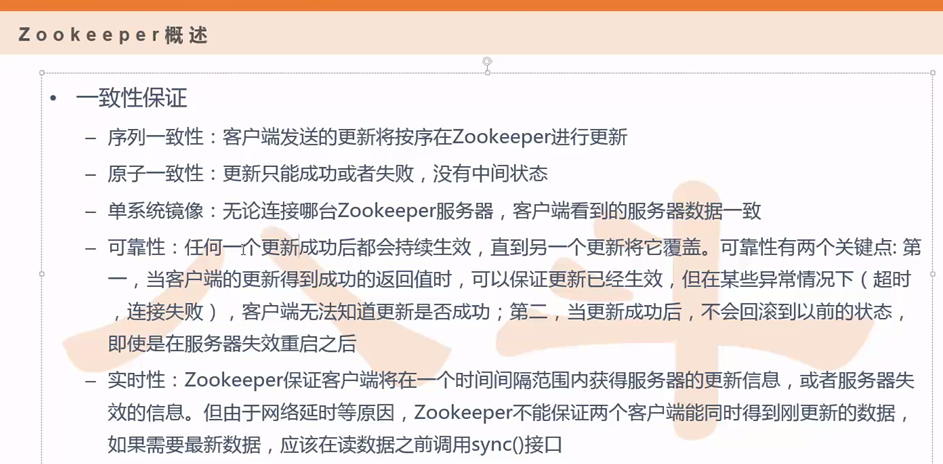 Zookeeper概述
• 一致性保证
– 序列一致性：客户端发送的更新将按序在Zookeeper进行更新
– 原子一致性：更新只能成功或者失败，没有中间状态
– 单系统镜像：无论连接哪台Zookeeper服务器，客户端看到的服务器数据一致
– 可靠性：任何一个更新成功后都会持续生效，直到另一个更新将它覆盖。可靠性有两个关键点: 第
一，当客户端的更新得到成功的返回值时，可以保证更新已经生效，但在某些异常情况下（超时
，连接失败），客户端无法知道更新是否成功；第二，当更新成功后，不会回滚到以前的状态，
即使是在服务器失效重启之后
– 实时性：Zookeeper保证客户端将在一个时间间隔范围内获得服务器的更新信息，或者服务器失
效的信息。但由于网络延时等原因，Zookeeper不能保证两个客户端能同时得到刚更新的数据，
如果需要最新数据，应该在读数据之前调用sync()接口
八斗